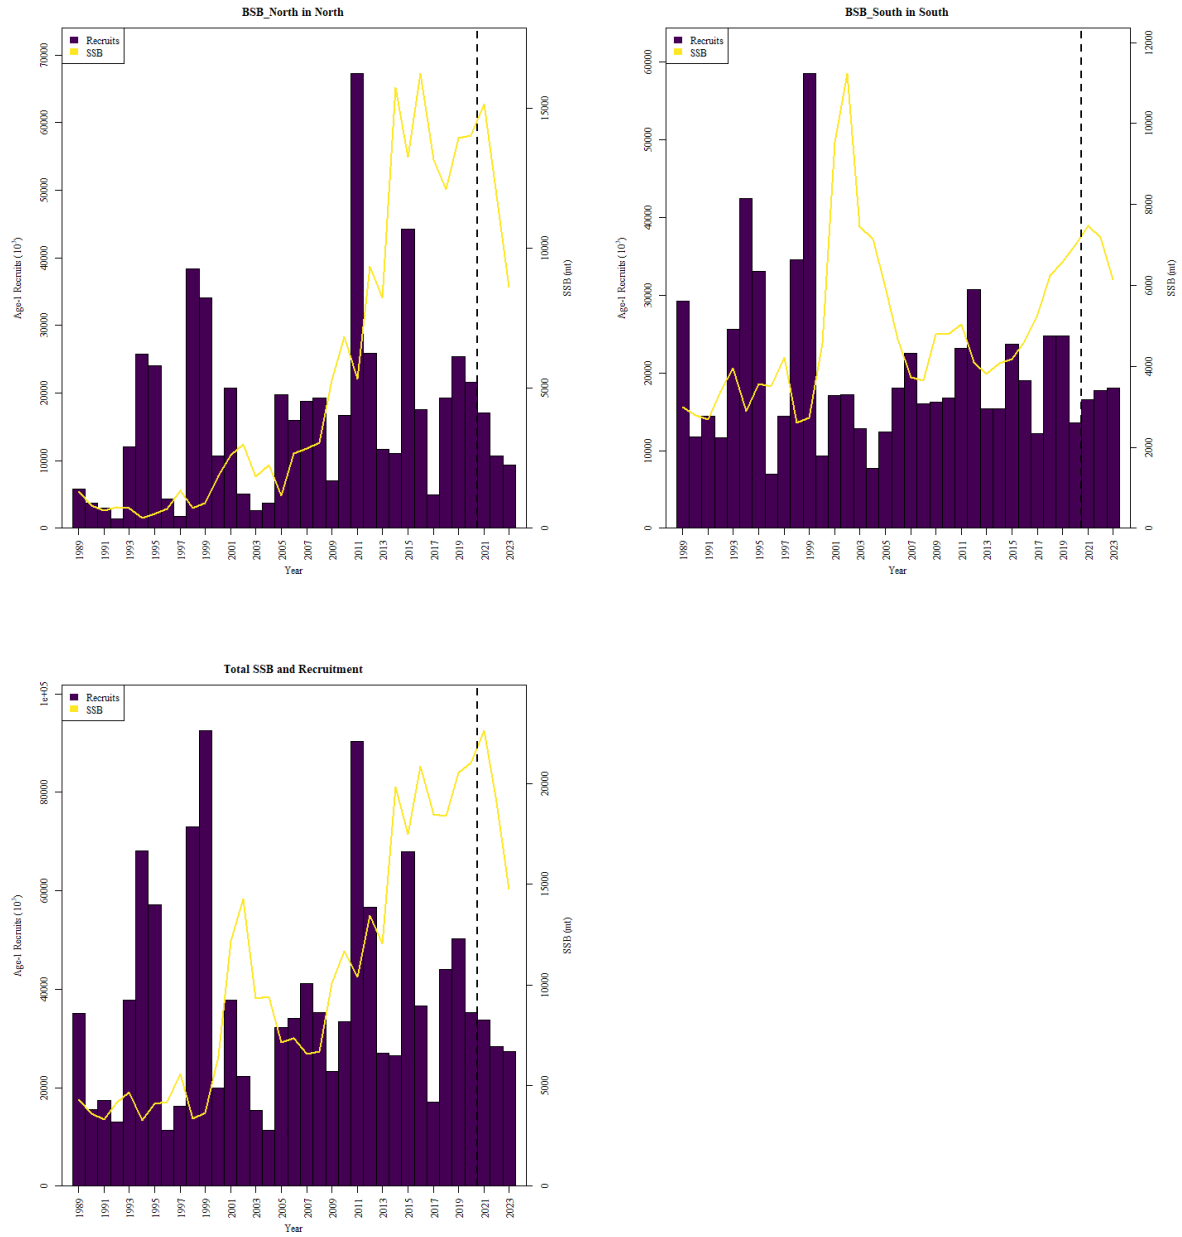 BSB_North in North
Recruits
SSB
Age-1 Recruits (10³)
70000
60000
50000
40000
30000
20000
10000
0
15000
10000
5000
0
SSB (mt)
1989 1991 1993 1995 1997 1999 2001 2003 2005 2007 2009 2011 2013 2015 2017 2019 2021 2023
Year
BSB_South in South
Recruits
SSB
Age-1 Recruits (10³)
60000
50000
40000
30000
20000
10000
0
12000
10000
8000
6000
4000
2000
0
SSB (mt)
1989 1991 1993 1995 1997 1999 2001 2003 2005 2007 2009 2011 2013 2015 2017 2019 2021 2023
Year
Total SSB and Recruitment
Recruits
SSB
Age-1 Recruits (10³)
1e+05
80000
60000
40000
20000
0
20000
15000
10000
5000
0
SSB (mt)
1989 1991 1993 1995 1997 1999 2001 2003 2005 2007 2009 2011 2013 2015 2017 2019 2021 2023
Year